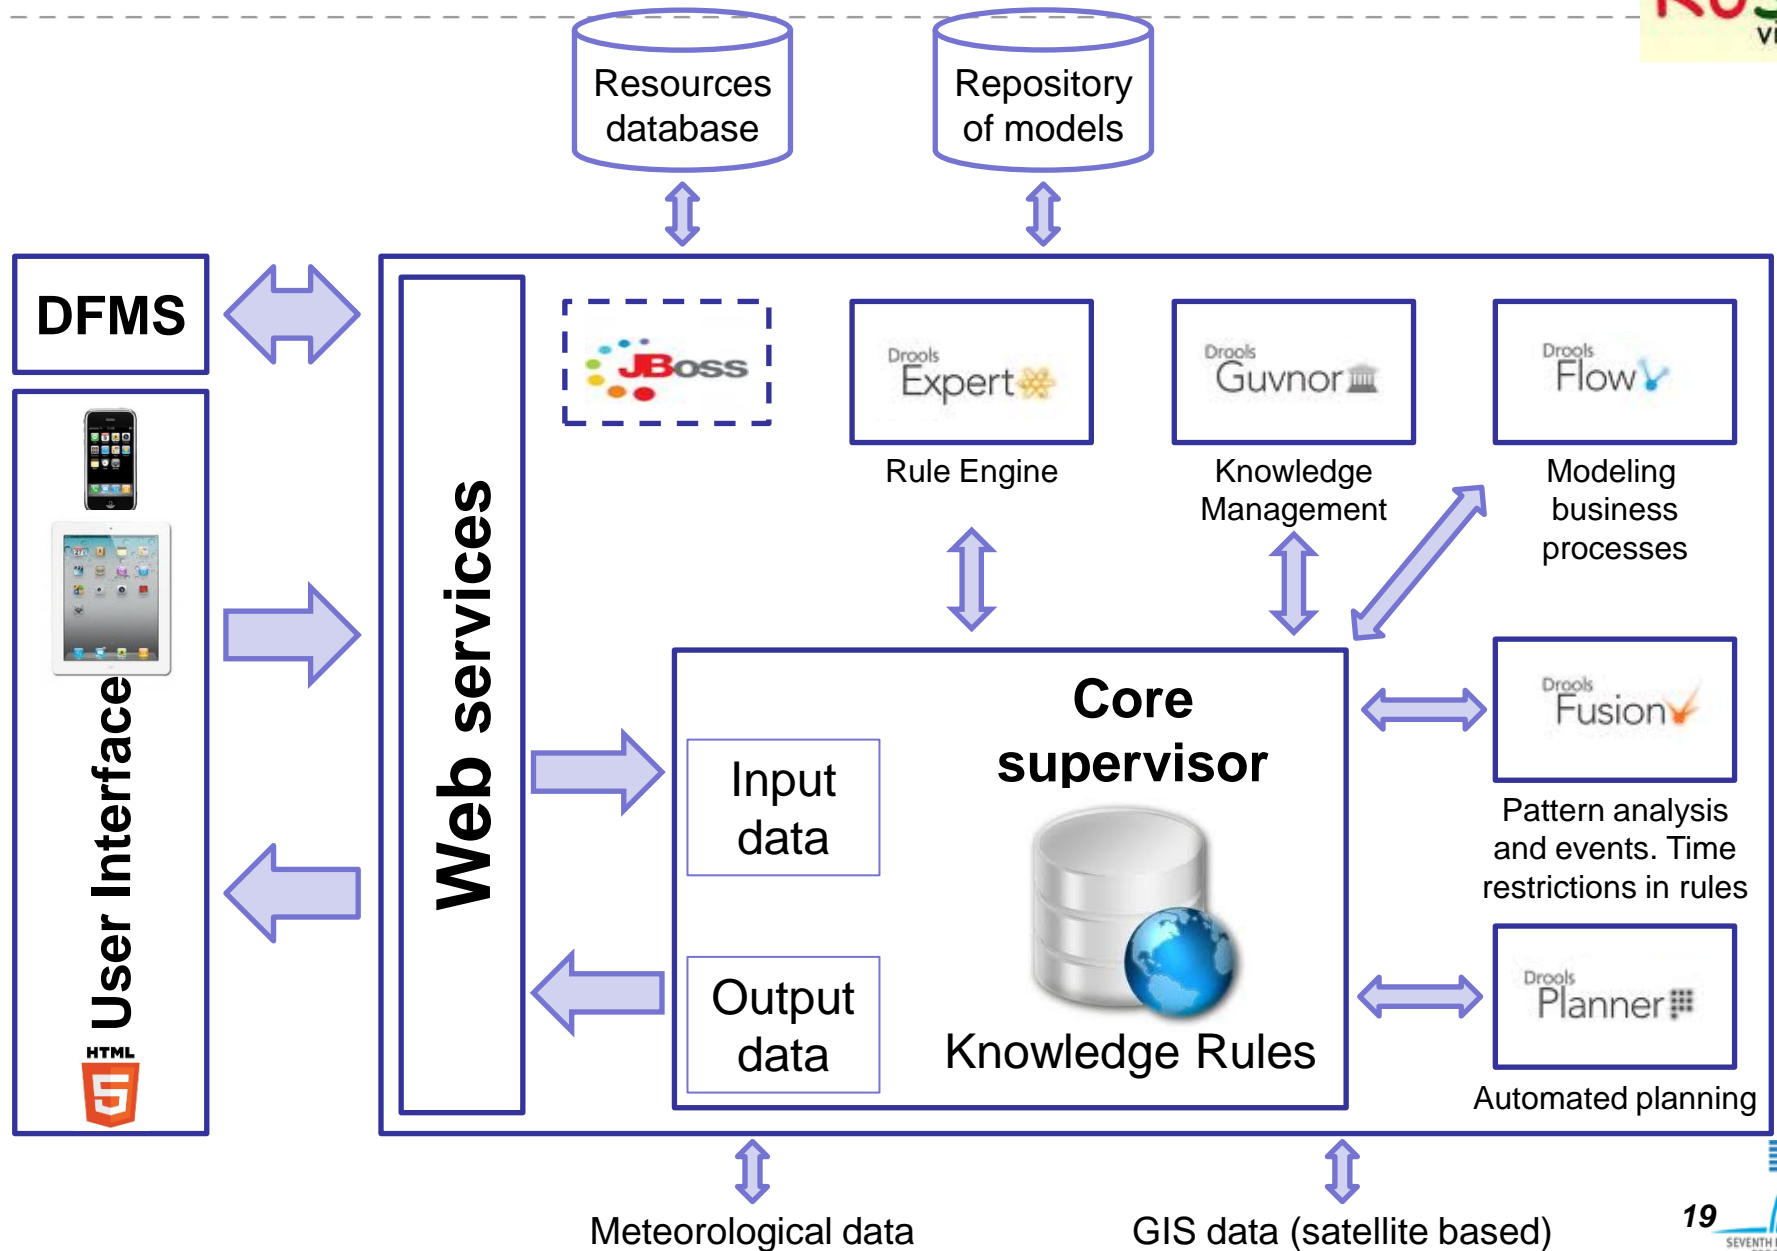 Resources
database
Repository
of models
DFMS
JBoss
Drools
Expert
Drools
Guvnor
Drools
Flow
Rule Engine
Knowledge
Management
Modeling
business
processes
User Interface
HTML
5
Web services
Core
supervisor
Input
data
Output
data
Knowledge Rules
Drools
Fusion
Pattern analysis
and events. Time
restrictions in rules
Drools
Planner
Automated planning
Meteorological data
GIS data (satellite based)
19
SEVENTH